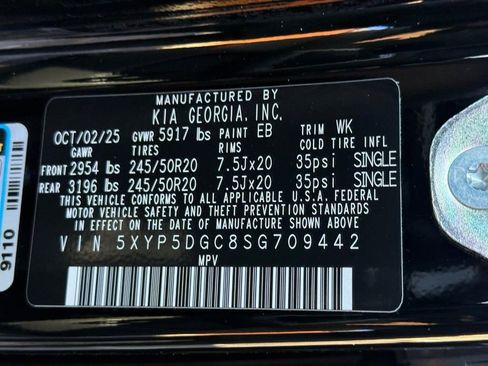 MANUFACTURED BY
KIA GEORGIA, INC.
OCT/02/25 GVWR 5917 lbs PAINT EB TRIM WK
GAWR TIRES RIMS COLD TIRE INFL
FRONT 2954 lbs 245/50R20 7.5Jx20 35psi SINGLE
REAR 3196 lbs 245/50R20 7.5Jx20 35psi SINGLE
THIS VEHICLE CONFORMS TO ALL APPLICABLE U.S.A. FEDERAL
MOTOR VEHICLE SAFETY AND THEFT PREVENTION STANDARDS IN
EFFECT ON THE DATE OF MANUFACTURE SHOWN ABOVE
VIN 5XYP5DGC8SG709442
MPV
9110